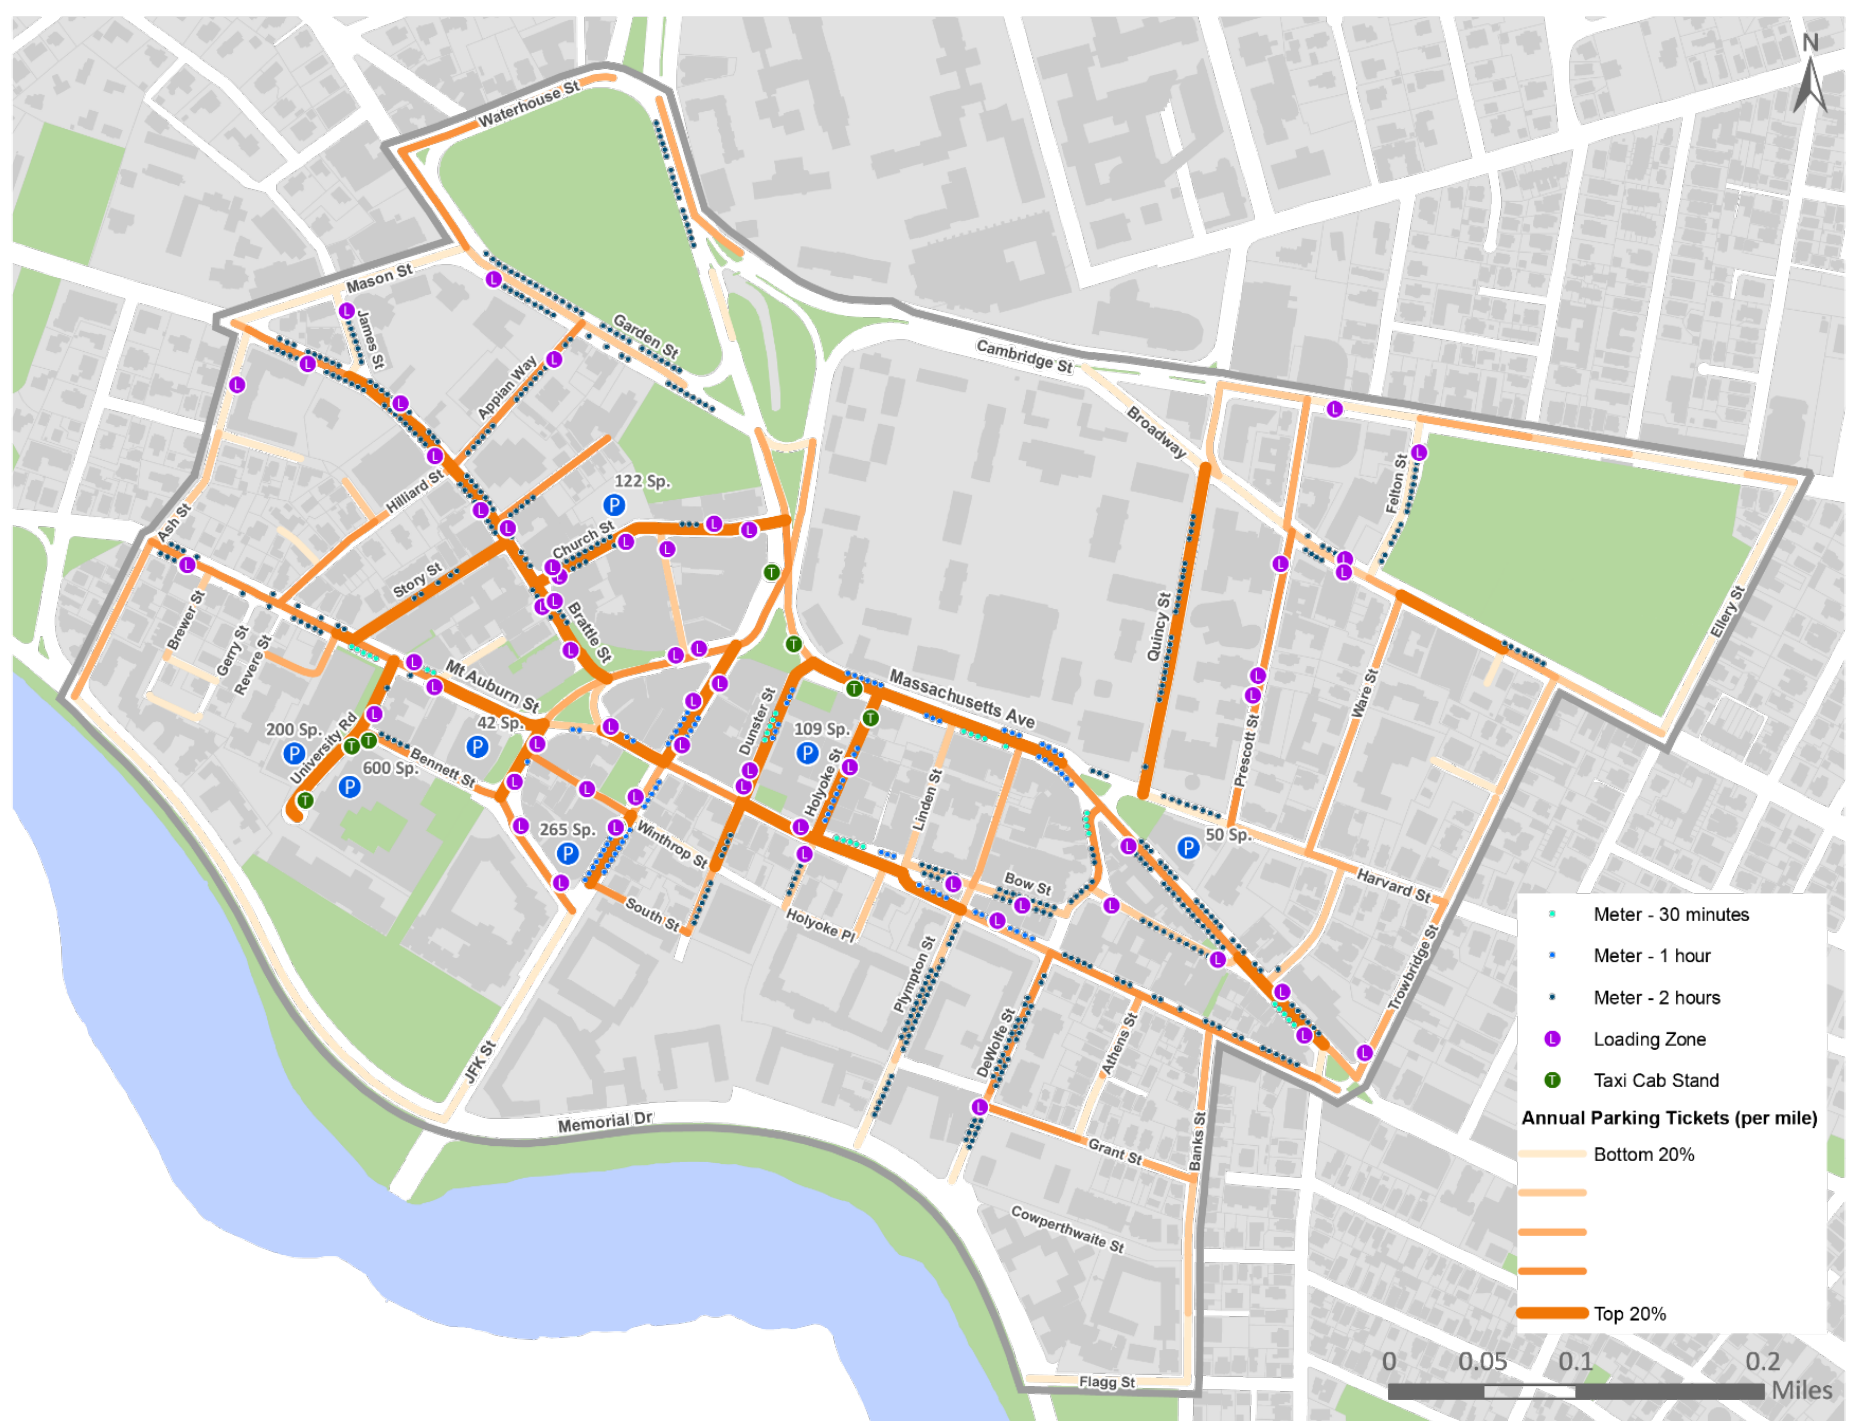 N
Waterhouse St
Mason St
L
L
James St
Garden St
L
L
Appian Way
L
Cambridge St
L
L
Broadway
L
L
Felton St
L
Hilliard St
122 Sp.
P
L
L
Ash St
L
L
Church St
L
L
L
L
L
L
L
L
L
T
Story St
L
L
Brattle St
Brewer St
Gerry St
Revere St
L
L
L
T
Quincy St
Ellery St
L
L
Mt Auburn St
L
L
L
L
T
Massachusetts Ave
Ware St
Dunster St
200 Sp.
P
University Rd
L
T
T
42 Sp.
P
L
L
L
109 Sp.
P
T
Prescott St
600 Sp.
P
Bennett St
T
L
L
L
L
L
L
Holyoke St
Linden St
265 Sp.
P
L
L
L
L
Winthrop St
50 Sp.
P
L
L
South St
Holyoke Pl
Bow St
L
L
L
L
Harvard St
Plympton St
L
Trowbridge St
L
L
L
DeWolfe St
Athens St
JFK St
Memorial Dr
L
Grant St
Banks St
Cowperthwaite St
Flagg St
Meter - 30 minutes
Meter - 1 hour
Meter - 2 hours
L Loading Zone
T Taxi Cab Stand
Annual Parking Tickets (per mile)
Bottom 20%
Top 20%
0 0.05 0.1 0.2
Miles